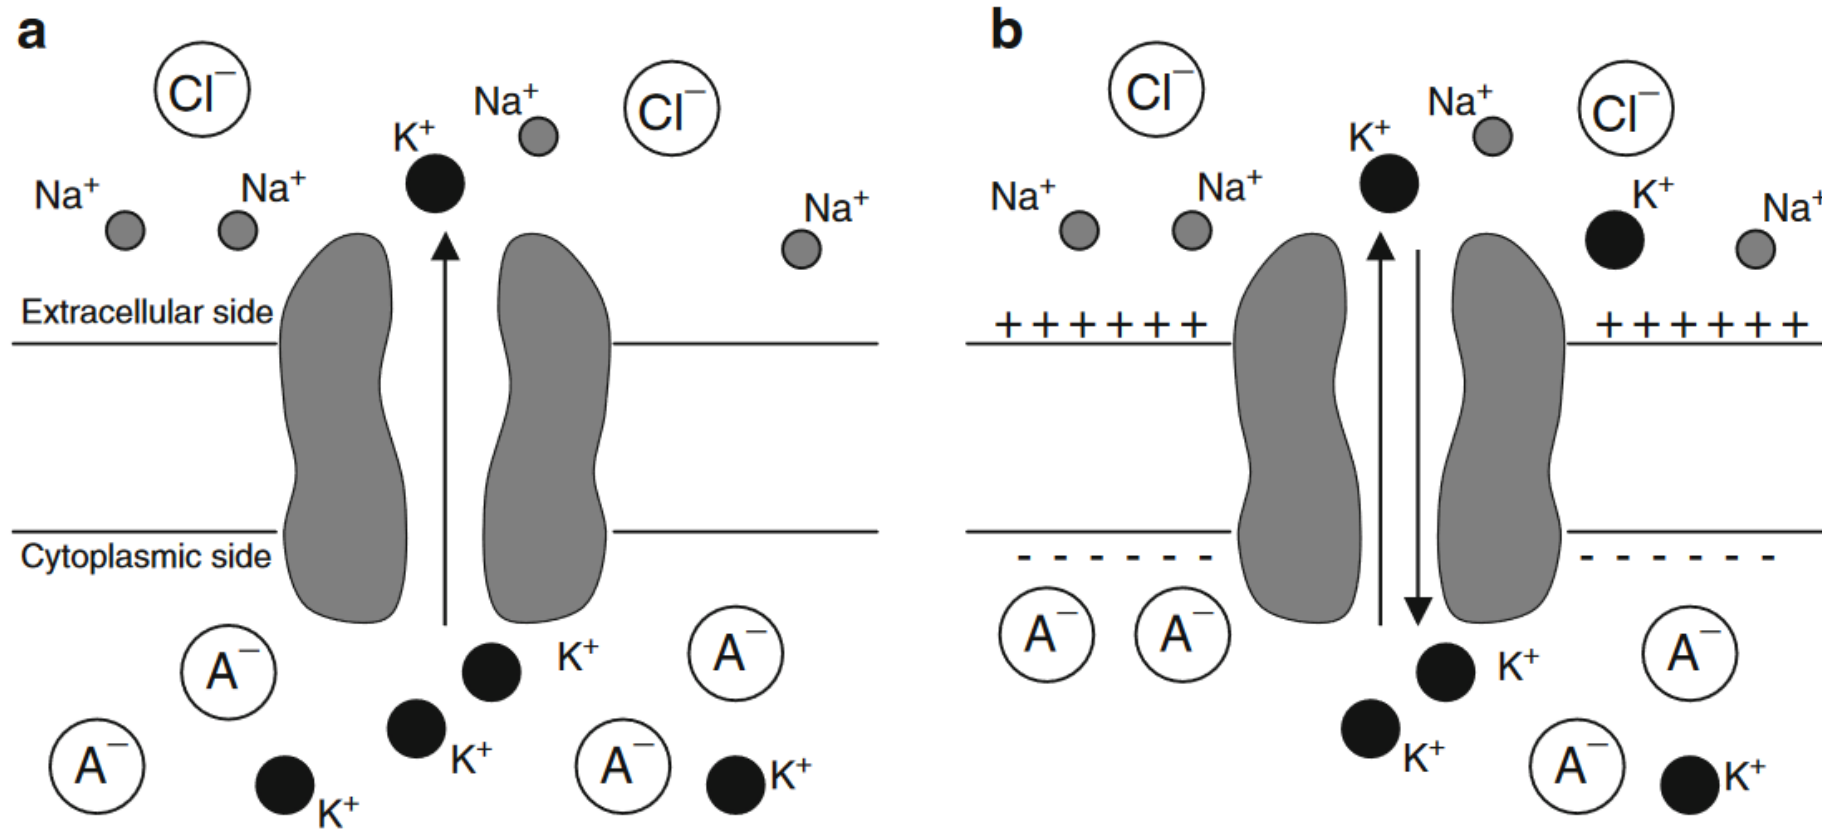 a
Cl⁻
Na⁺
Cl⁻
K⁺
Na⁺
Na⁺
Na⁺
Extracellular side
Cytoplasmic side
K⁺
A⁻
A⁻
K⁺
A⁻
A⁻
K⁺
K⁺
b
Cl⁻
Na⁺
Cl⁻
K⁺
Na⁺
Na⁺
K⁺
Na⁺
+ + + + + +
+ + + + + +
- - - - - -
- - - - - -
A⁻
A⁻
K⁺
A⁻
K⁺
A⁻
K⁺